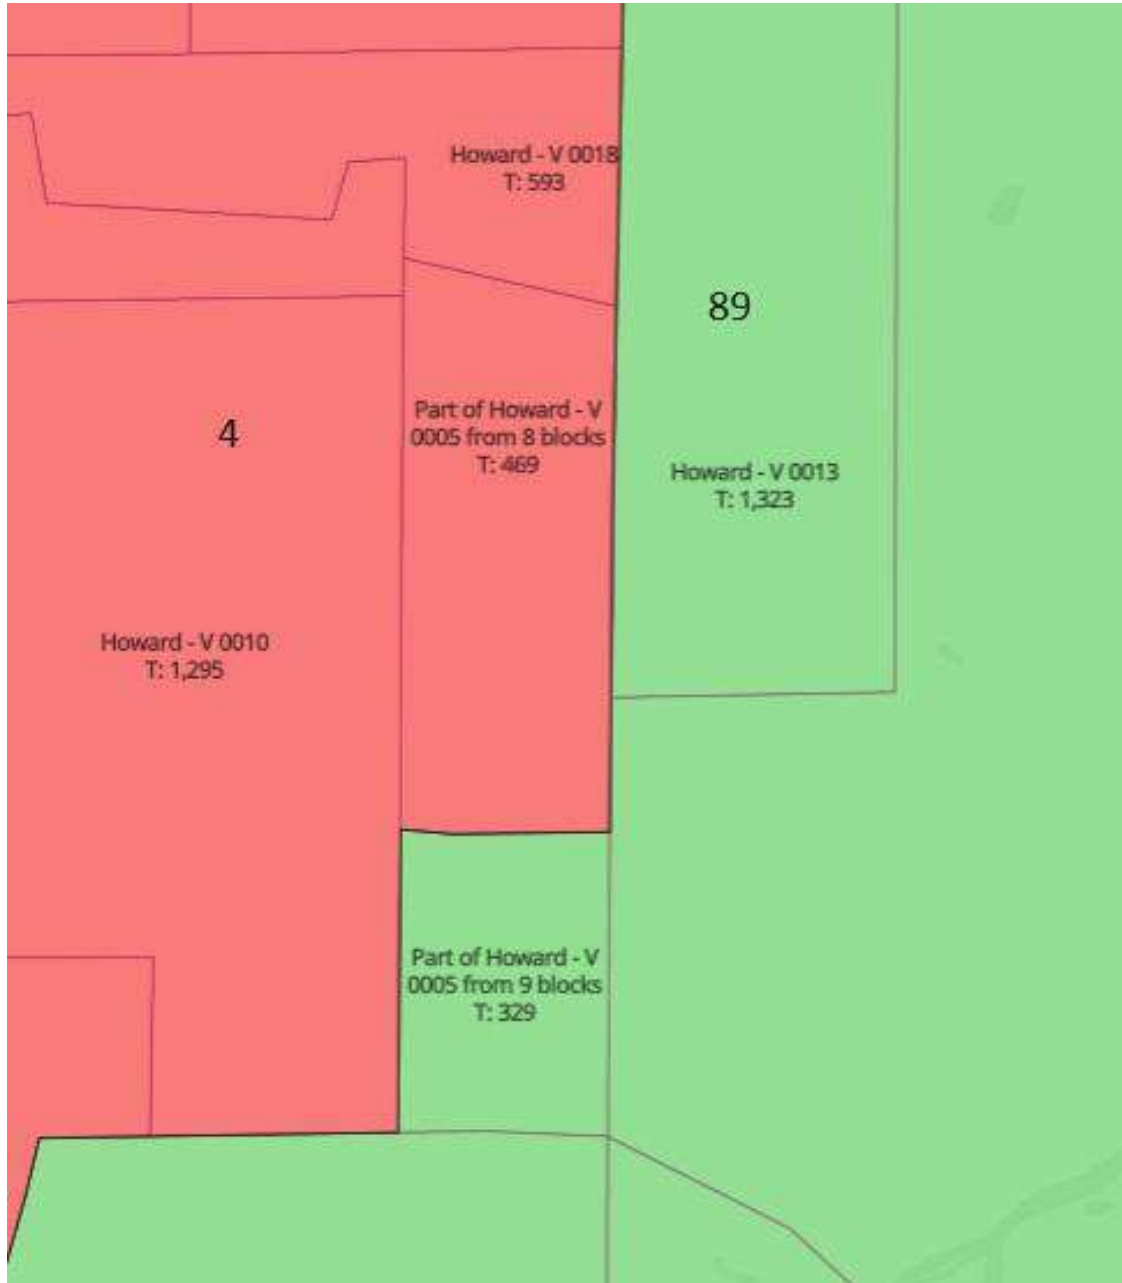 Howard - V 0018
T: 593
89
Part of Howard - V
0005 from 8 blocks
T: 469
4
Howard - V 0013
T: 1,323
Howard - V 0010
T: 1,295
Part of Howard - V
0005 from 9 blocks
T: 329